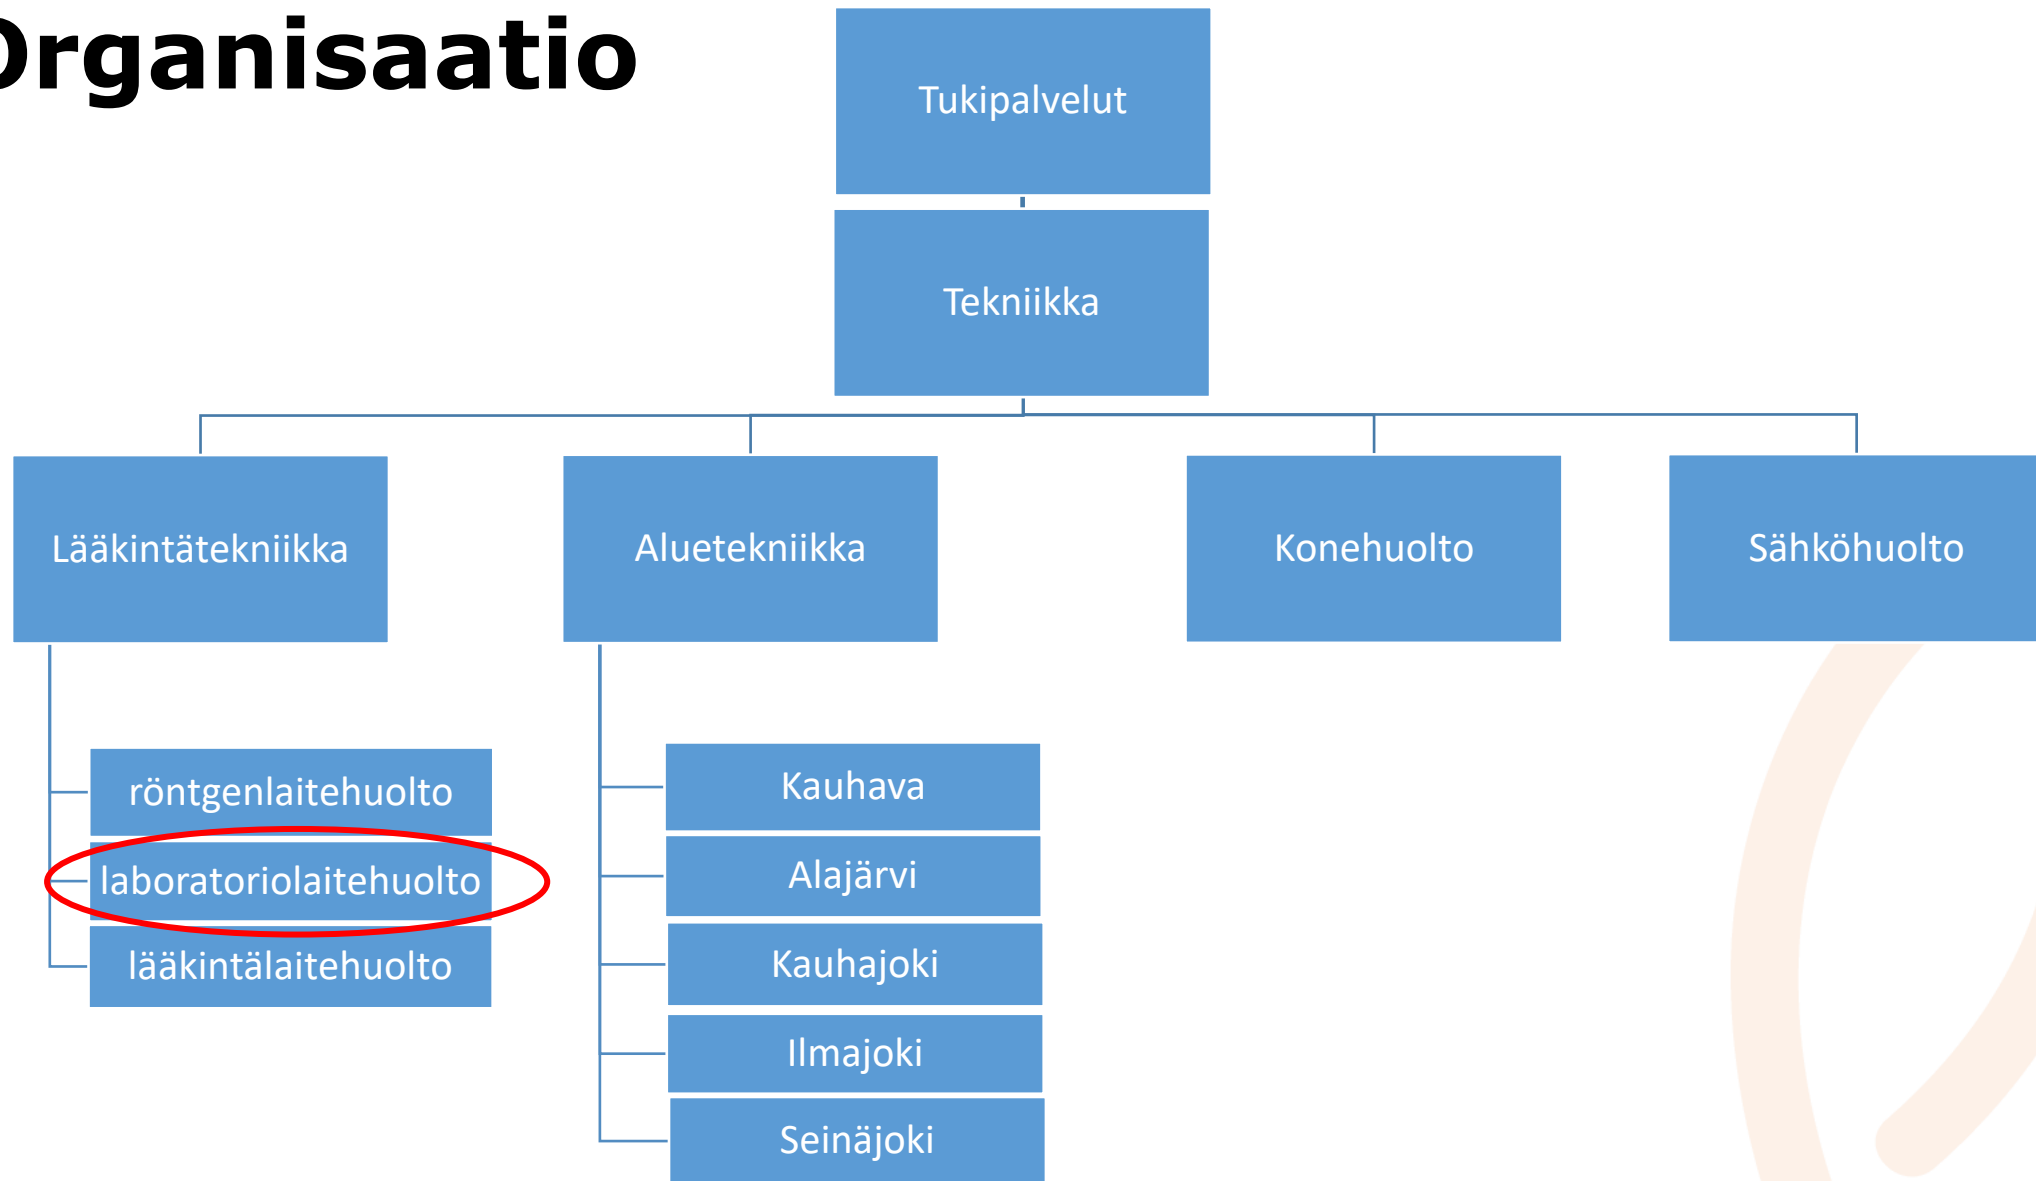 Organisaatio
Tukipalvelut
Tekniikka
Lääkintätekniikka
Aluetekniikka
Konehuolto
Sähköhuolto
röntgenlaitehuolto
laboratoriolaitehuolto
lääkintälaitehuolto
Kauhava
Alajärvi
Kauhajoki
Ilmajoki
Seinäjoki